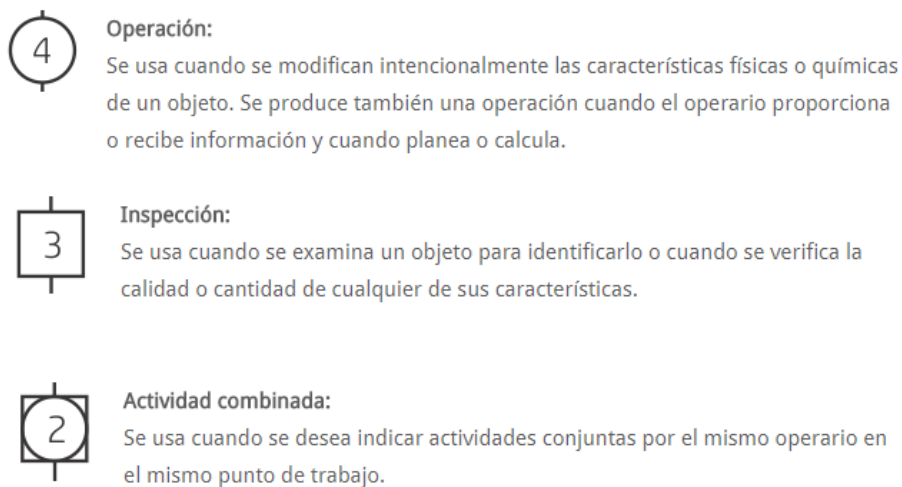 4
Operación:
Se usa cuando se modifican intencionalmente las características físicas o químicas
de un objeto. Se produce también una operación cuando el operario proporciona
o recibe información y cuando planea o calcula.
3
Inspección:
Se usa cuando se examina un objeto para identificarlo o cuando se verifica la
calidad o cantidad de cualquier de sus características.
2
Actividad combinada:
Se usa cuando se desea indicar actividades conjuntas por el mismo operario en
el mismo punto de trabajo.